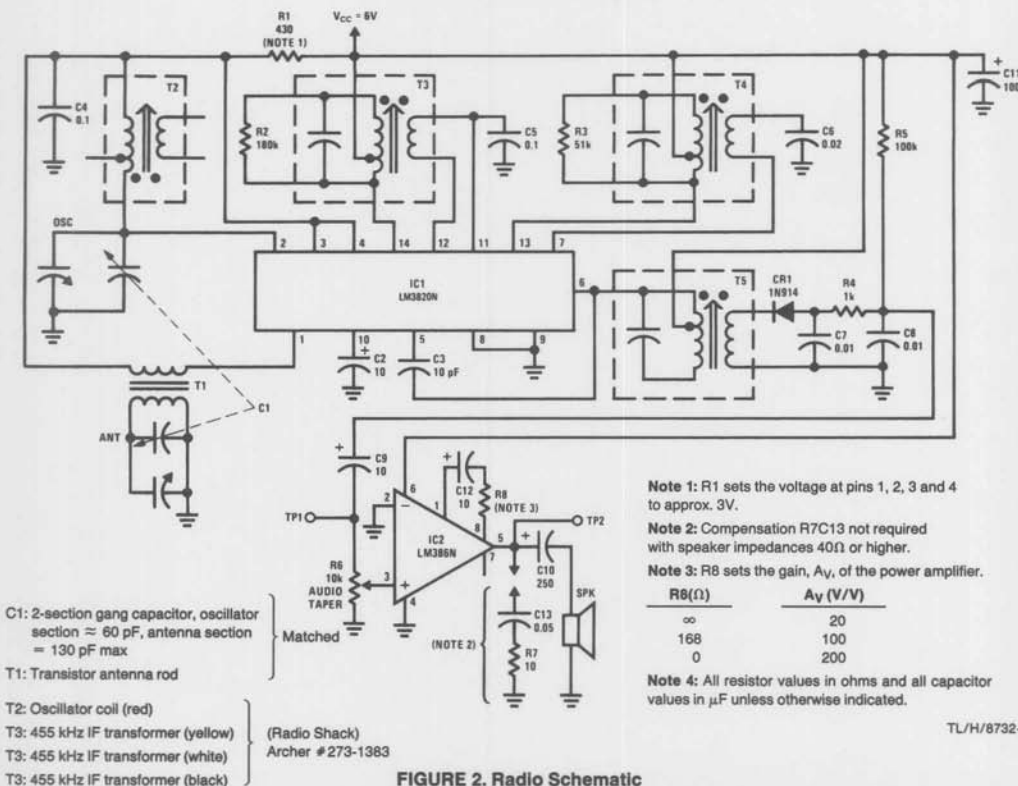 R1
430
(NOTE 1)
VCC = 6V
T2
C4
0.1
R2
180k
T3
C5
0.1
R3
51k
T4
C6
0.02
R5
100k
+
C11
100
OSC
2
3
4
14
12
11
13
7
IC1
LM3820N
6
1
10
5
8
9
+
C2
10
C3
10 pF
T5
CR1
1N914
R4
1k
C7
0.01
C8
0.01
T1
C1
ANT
+
C9
10
TP1
R6
10k
AUDIO
TAPER
2
−
6
1
+
C12
10
R8
(NOTE 3)
8
IC2
LM386N
3
+
4
5
7
TP2
+
C10
250
SPK
C13
0.05
R7
10
(NOTE 2)
Note 1: R1 sets the voltage at pins 1, 2, 3 and 4
to approx. 3V.
Note 2: Compensation R7C13 not required
with speaker impedances 40Ω or higher.
Note 3: R8 sets the gain, AV, of the power amplifier.
R8(Ω) AV (V/V)
∞ 20
168 100
0 200
Note 4: All resistor values in ohms and all capacitor
values in μF unless otherwise indicated.
TL/H/8732-
C1: 2-section gang capacitor, oscillator
section ≈ 60 pF, antenna section
= 130 pF max
Matched
T1: Transistor antenna rod
T2: Oscillator coil (red)
T3: 455 kHz IF transformer (yellow)
T3: 455 kHz IF transformer (white)
T3: 455 kHz IF transformer (black)
(Radio Shack)
Archer #273-1383
FIGURE 2. Radio Schematic